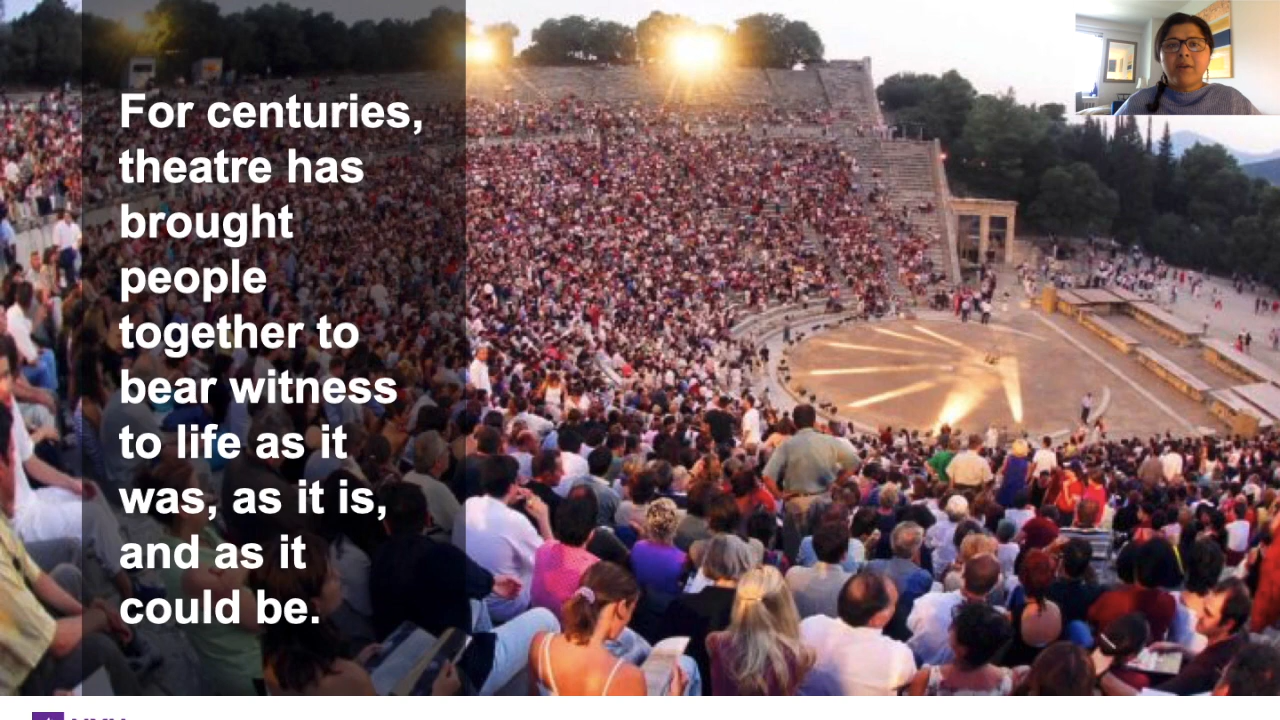 For centuries,
theatre has
brought
people
together to
bear witness
to life as it
was, as it is,
and as it
could be.